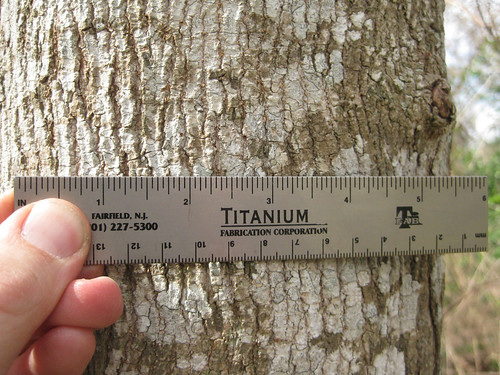 IN 1 2 3 4 5 6
FAIRFIELD, N.J.
01) 227-5300
TITANIUM
FABRICATION CORPORATION
T
FAB
13 12 11 10 9 8 7 6 5 4 3 2 1 mm